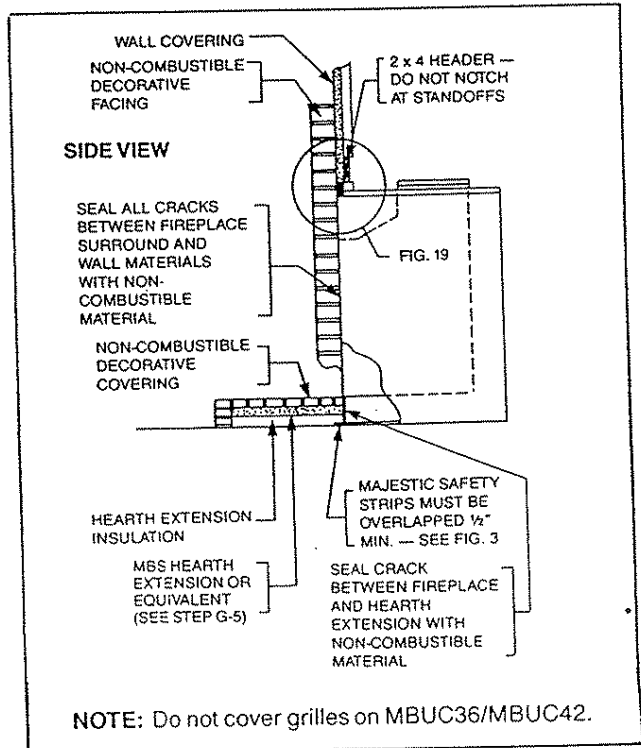 WALL COVERING
NON-COMBUSTIBLE
DECORATIVE
FACING
2 x 4 HEADER —
DO NOT NOTCH
AT STANDOFFS
SIDE VIEW
SEAL ALL CRACKS
BETWEEN FIREPLACE
SURROUND AND
WALL MATERIALS
WITH NON-
COMBUSTIBLE
MATERIAL
FIG. 19
NON-COMBUSTIBLE
DECORATIVE
COVERING
HEARTH EXTENSION
INSULATION
MBS HEARTH
EXTENSION OR
EQUIVALENT
(SEE STEP G-5)
MAJESTIC SAFETY
STRIPS MUST BE
OVERLAPPED ½"
MIN. — SEE FIG. 3
SEAL CRACK
BETWEEN FIREPLACE
AND HEARTH
EXTENSION WITH
NON-COMBUSTIBLE
MATERIAL
NOTE: Do not cover grilles on MBUC36/MBUC42.